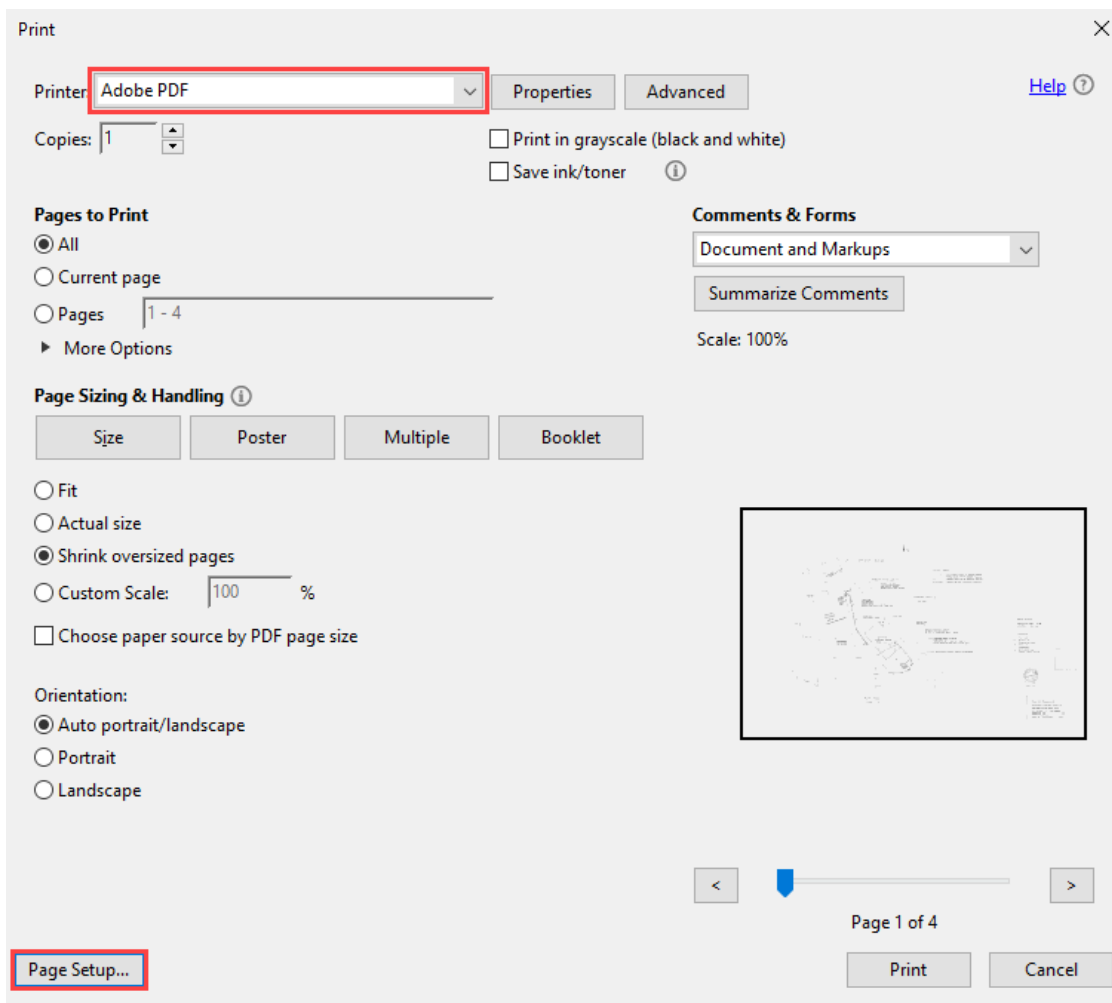 Print
Printer: Adobe PDF Properties Advanced Help
Copies: 1 Print in grayscale (black and white)
Save ink/toner
Pages to Print
All
Current page
Pages 1 - 4
More Options
Comments & Forms
Document and Markups
Summarize Comments
Scale: 100%
Page Sizing & Handling
Size Poster Multiple Booklet
Fit
Actual size
Shrink oversized pages
Custom Scale: 100 %
Choose paper source by PDF page size
Orientation:
Auto portrait/landscape
Portrait
Landscape
< >
Page 1 of 4
Page Setup... Print Cancel